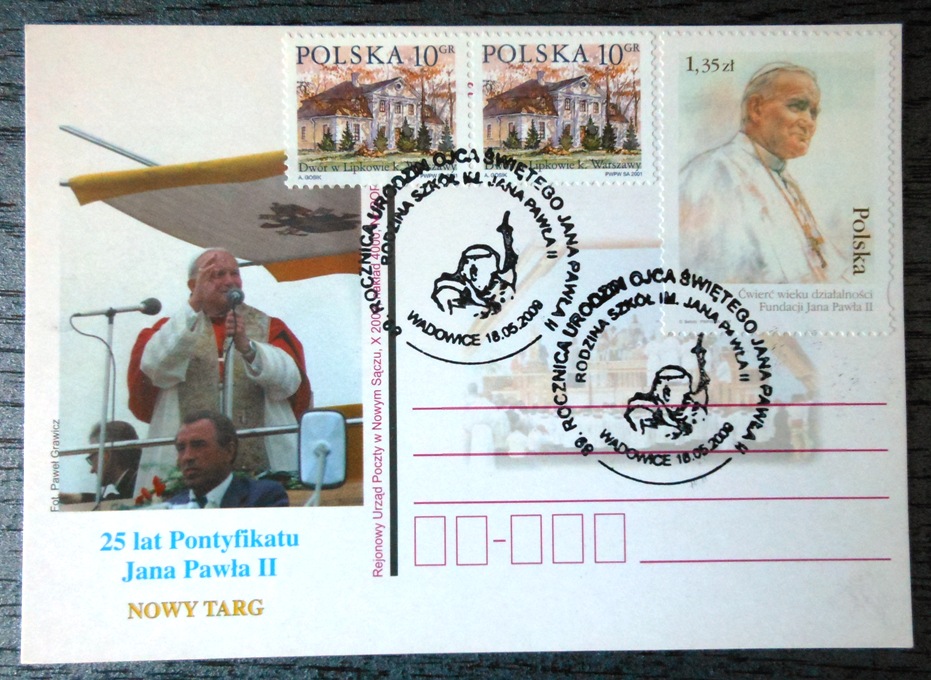 POLSKA 10 GR
Dwór w Lipkowie k. Warszawy
A. GOSIK PWPW SA 2001
POLSKA 10 GR
Lipkowie k. Warszawy
PWPW SA 2001
1,35 zł
Polska
Ćwierć wieku działalności
Fundacji Jana Pawła II
ROCZNICA URODZIN OJCA ŚWIĘTEGO JANA PAWŁA II
RODZINA SZKÓŁ IM. JANA PAWŁA II
WADOWICE 18.05.2009
89. ROCZNICA URODZIN OJCA ŚWIĘTEGO JANA PAWŁA II
RODZINA SZKÓŁ IM. JANA PAWŁA II
WADOWICE 18.05.2009
Fot. Paweł Grawicz
Rejonowy Urząd Poczty w Nowym Sączu, X 200 nakład 4000, N
25 lat Pontyfikatu
Jana Pawła II
NOWY TARG